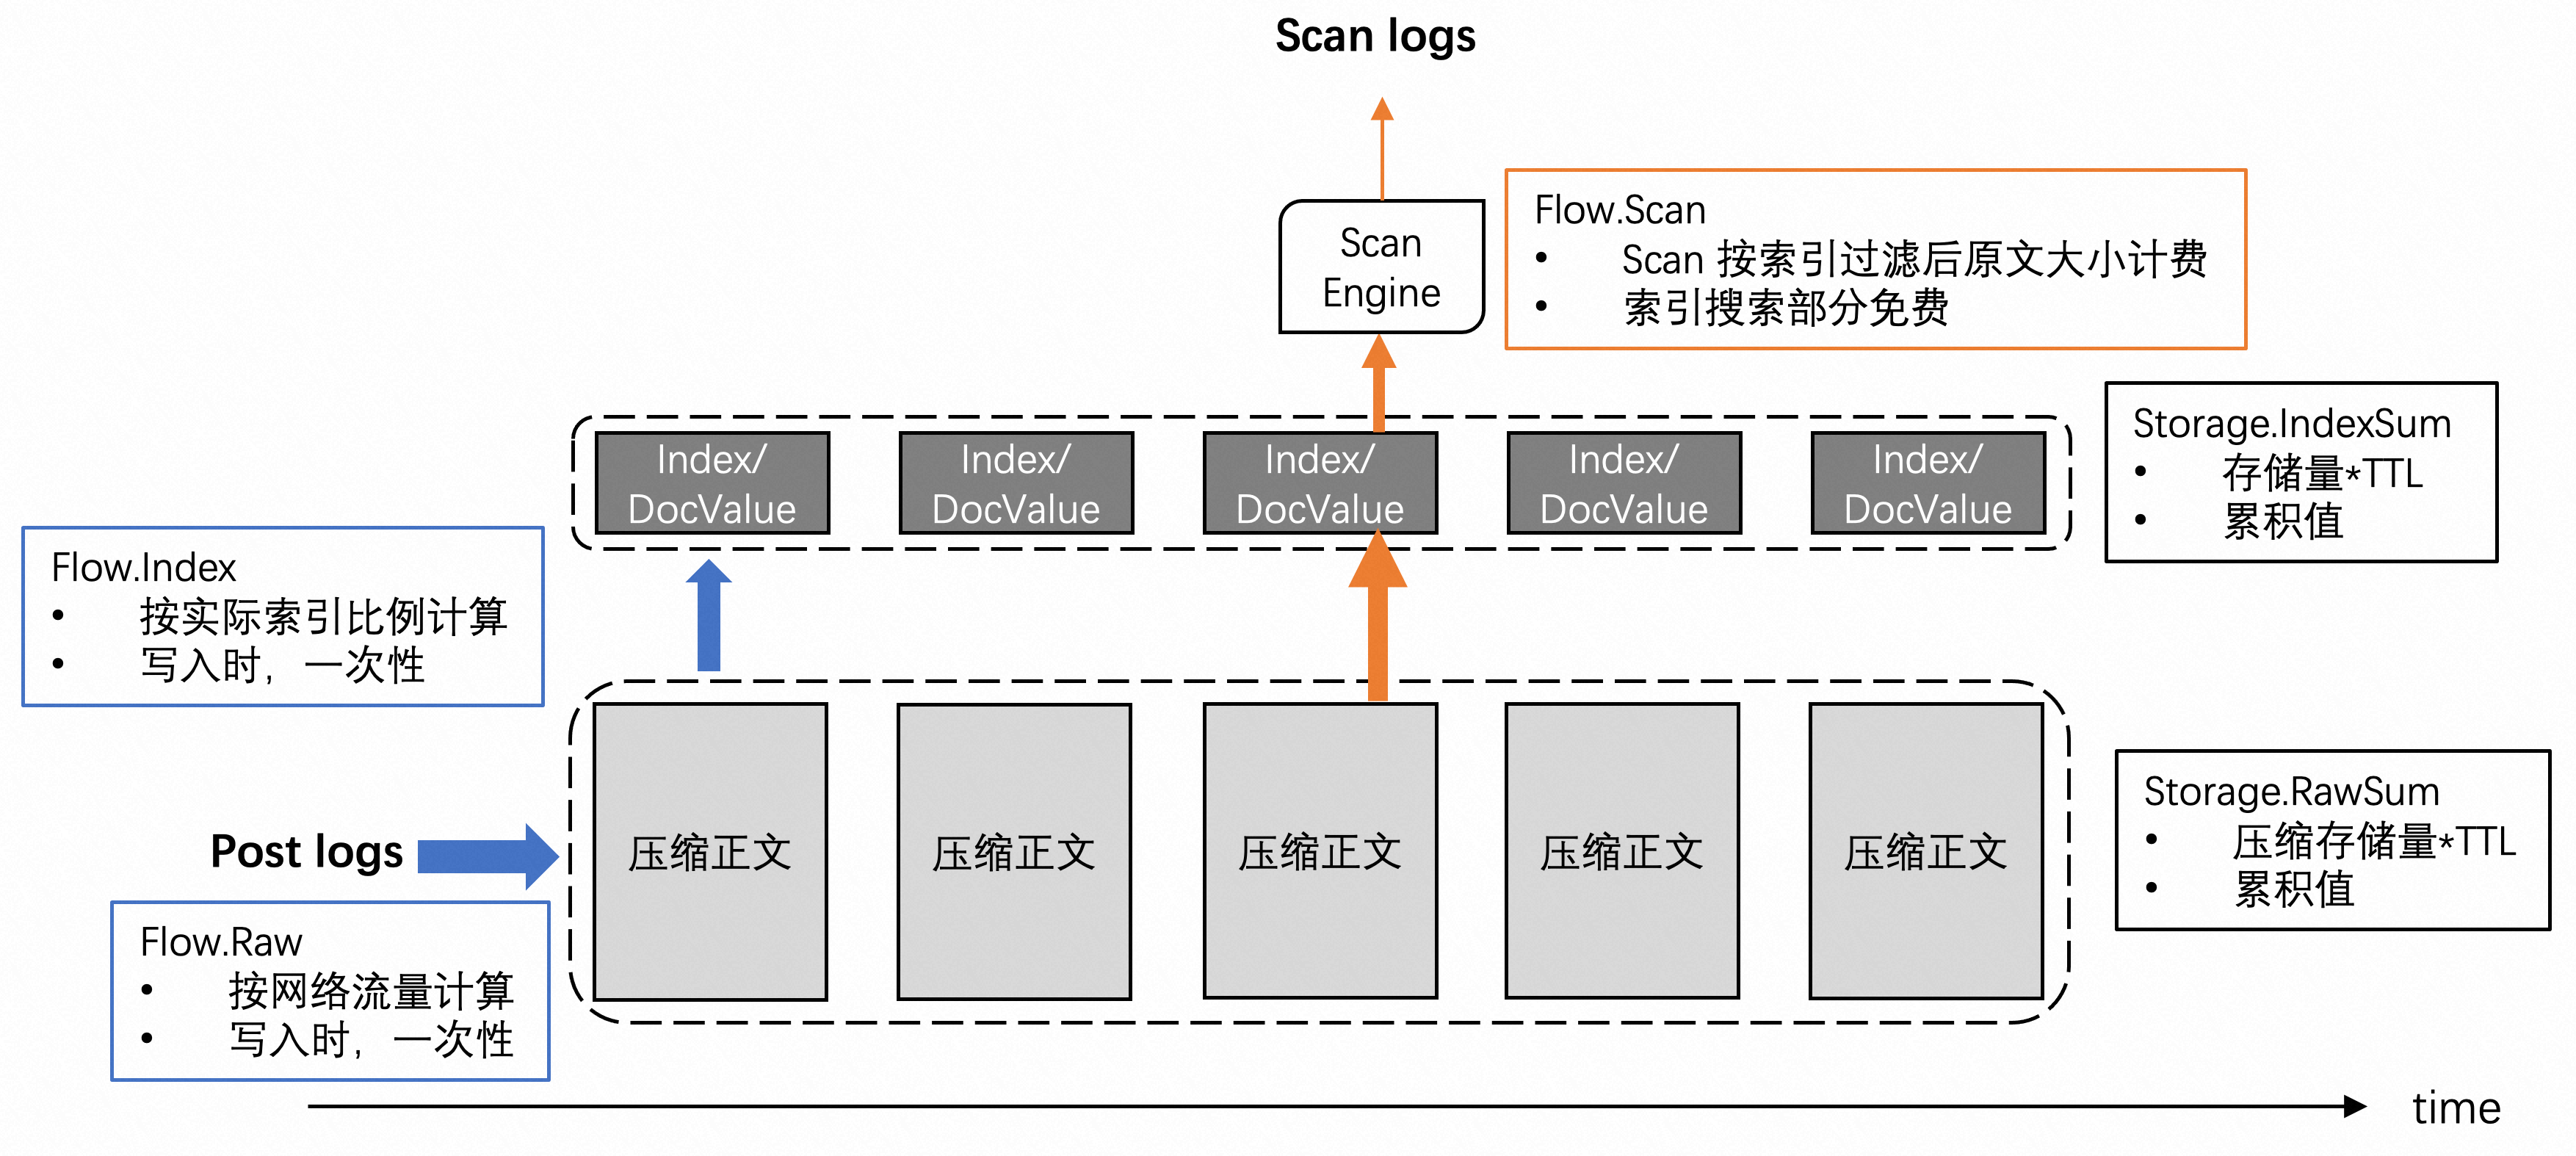 Scan logs
Scan
Engine
Flow.Scan
• Scan 按索引过滤后原文大小计费
• 索引搜索部分免费
Index/
DocValue
Index/
DocValue
Index/
DocValue
Index/
DocValue
Index/
DocValue
Storage.IndexSum
• 存储量*TTL
• 累积值
Flow.Index
• 按实际索引比例计算
• 写入时，一次性
Post logs
压缩正文
压缩正文
压缩正文
压缩正文
压缩正文
Storage.RawSum
• 压缩存储量*TTL
• 累积值
Flow.Raw
• 按网络流量计算
• 写入时，一次性
time